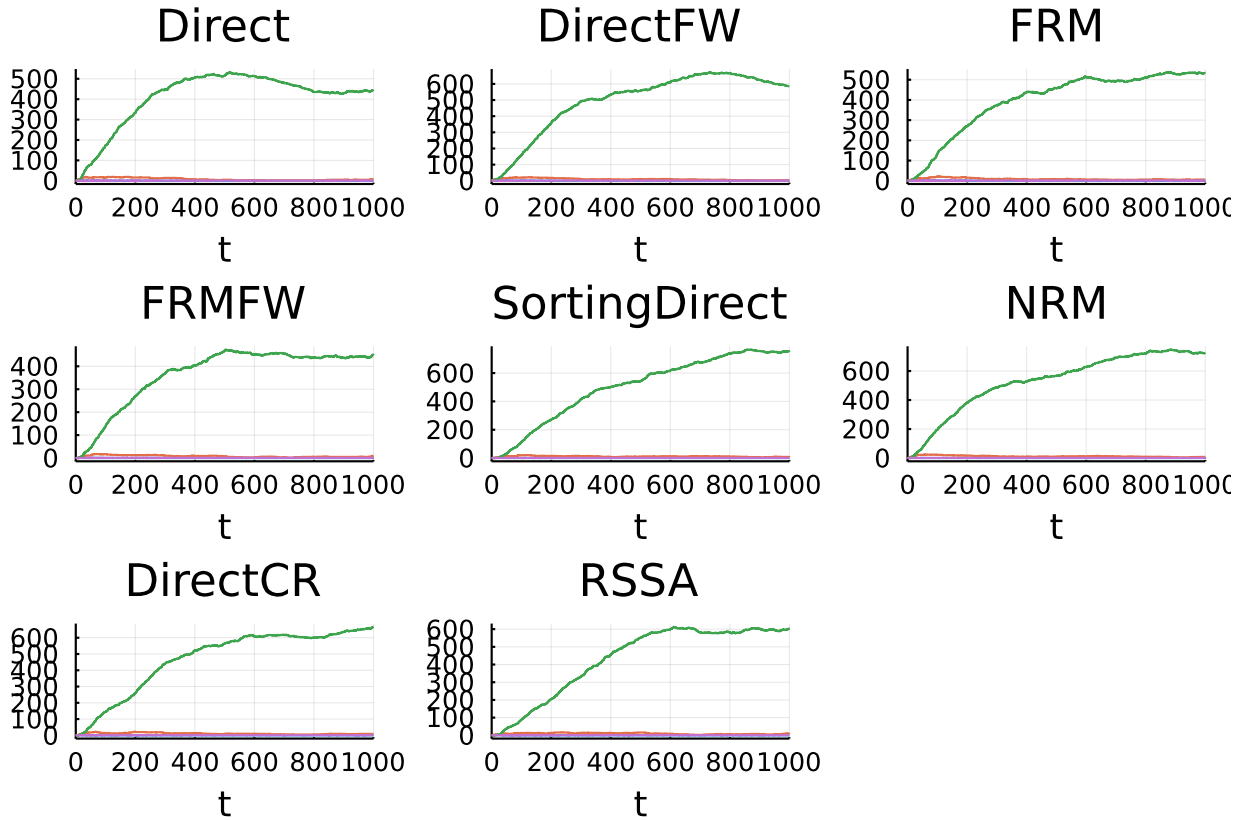 Direct DirectFW FRM
500 600 500
400 500 400
300 400 300
200 300 200
100 200 100
0 100 0
0
0 200 400 600 800 1000 0 200 400 600 800 1000 0 200 400 600 800 1000
t t t
FRMFW SortingDirect NRM
400 600 600
300 400 400
200 200 200
100 0 0
0
0 200 400 600 800 1000 0 200 400 600 800 1000 0 200 400 600 800 1000
t t t
DirectCR RSSA
600 600
500 500
400 400
300 300
200 200
100 100
0 0
0 200 400 600 800 1000 0 200 400 600 800 1000
t t